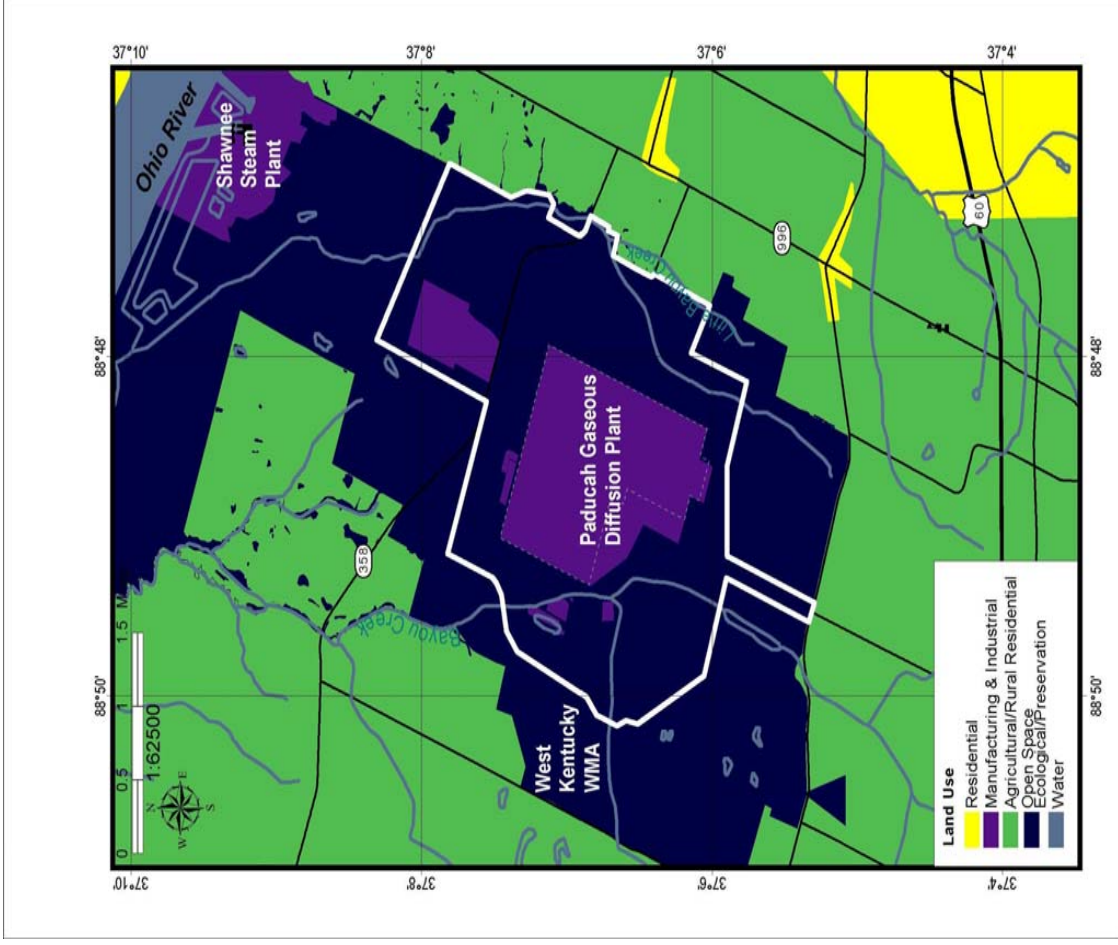 37°10'
37°8'
37°6'
37°4'
Ohio River
Shawnee
Steam
Plant
Little Bayou Creek
996
60
88°48'
88°48'
Paducah Gaseous
Diffusion Plant
358
Bayou Creek
West
Kentucky
WMA
88°50'
88°50'
0 0.5 1 1.5 M
1:62500
N
E
S
W
Land Use
Residential
Manufacturing & Industrial
Agricultural/Rural Residential
Open Space
Ecological/Preservation
Water
37°10'
37°8'
37°6'
37°4'